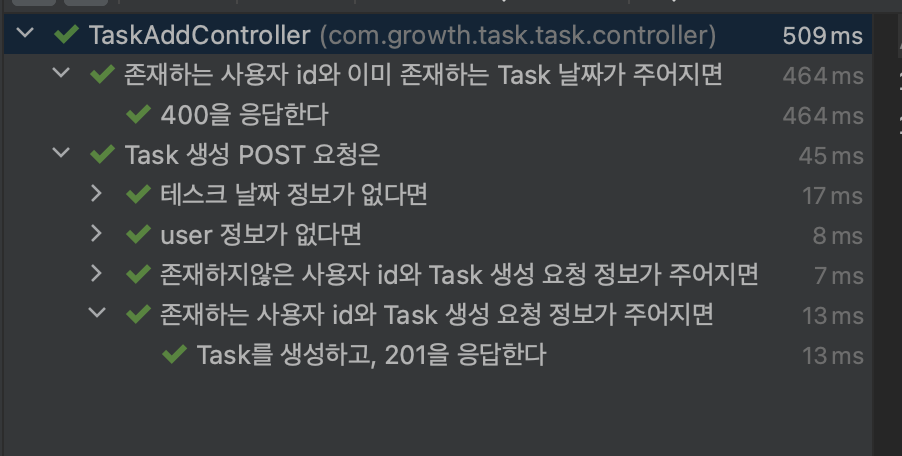 TaskAddController (com.growth.task.task.controller) 509 ms
존재하는 사용자 id와 이미 존재하는 Task 날짜가 주어지면 464 ms
400을 응답한다 464 ms
Task 생성 POST 요청은 45 ms
테스크 날짜 정보가 없다면 17 ms
user 정보가 없다면 8 ms
존재하지않은 사용자 id와 Task 생성 요청 정보가 주어지면 7 ms
존재하는 사용자 id와 Task 생성 요청 정보가 주어지면 13 ms
Task를 생성하고, 201을 응답한다 13 ms